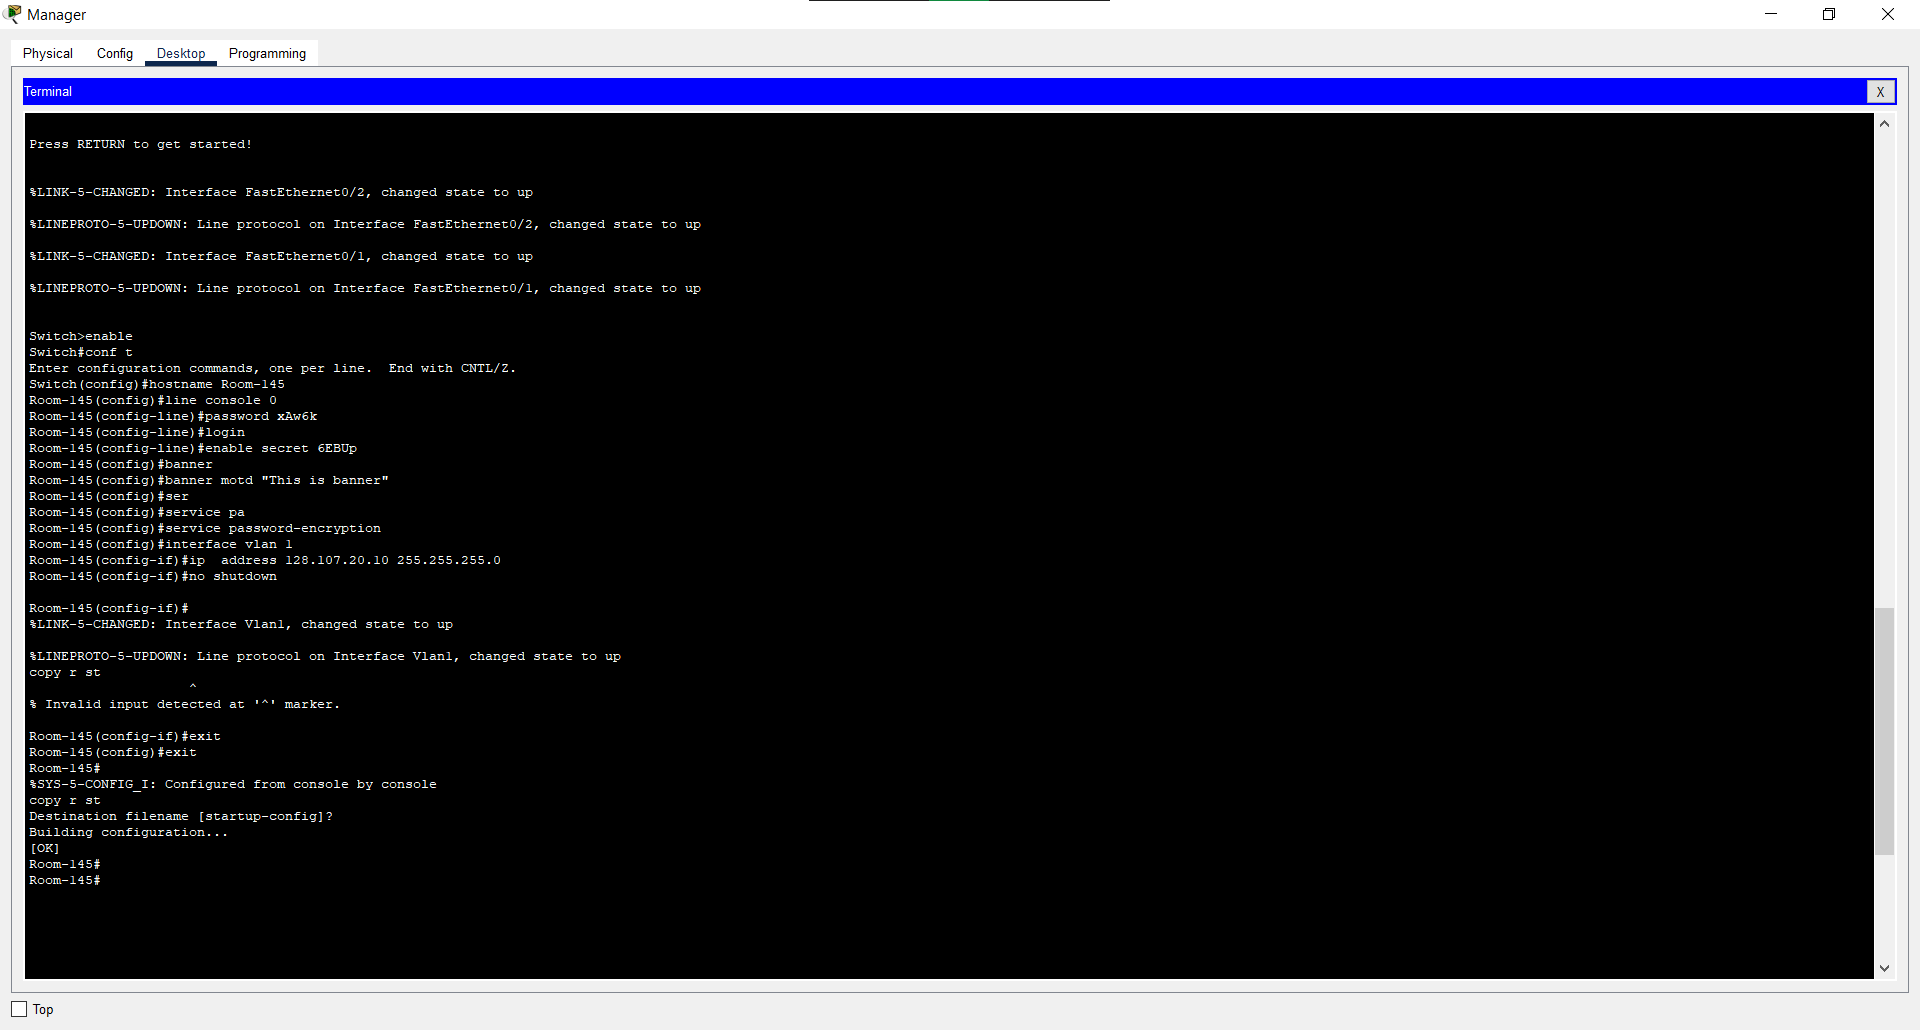 Manager
Physical Config Desktop Programming
Terminal
X
Press RETURN to get started!
%LINK-5-CHANGED: Interface FastEthernet0/2, changed state to up
%LINEPROTO-5-UPDOWN: Line protocol on Interface FastEthernet0/2, changed state to up
%LINK-5-CHANGED: Interface FastEthernet0/1, changed state to up
%LINEPROTO-5-UPDOWN: Line protocol on Interface FastEthernet0/1, changed state to up
Switch>enable
Switch#conf t
Enter configuration commands, one per line.  End with CNTL/Z.
Switch(config)#hostname Room-145
Room-145(config)#line console 0
Room-145(config-line)#password xAw6k
Room-145(config-line)#login
Room-145(config-line)#enable secret 6EBUp
Room-145(config)#banner
Room-145(config)#banner motd "This is banner"
Room-145(config)#ser
Room-145(config)#service pa
Room-145(config)#service password-encryption
Room-145(config)#interface vlan 1
Room-145(config-if)#ip  address 128.107.20.10 255.255.255.0
Room-145(config-if)#no shutdown
Room-145(config-if)#
%LINK-5-CHANGED: Interface Vlan1, changed state to up
%LINEPROTO-5-UPDOWN: Line protocol on Interface Vlan1, changed state to up
copy r st
^
% Invalid input detected at '^' marker.
Room-145(config-if)#exit
Room-145(config)#exit
Room-145#
%SYS-5-CONFIG_I: Configured from console by console
copy r st
Destination filename [startup-config]?
Building configuration...
[OK]
Room-145#
Room-145#
Top